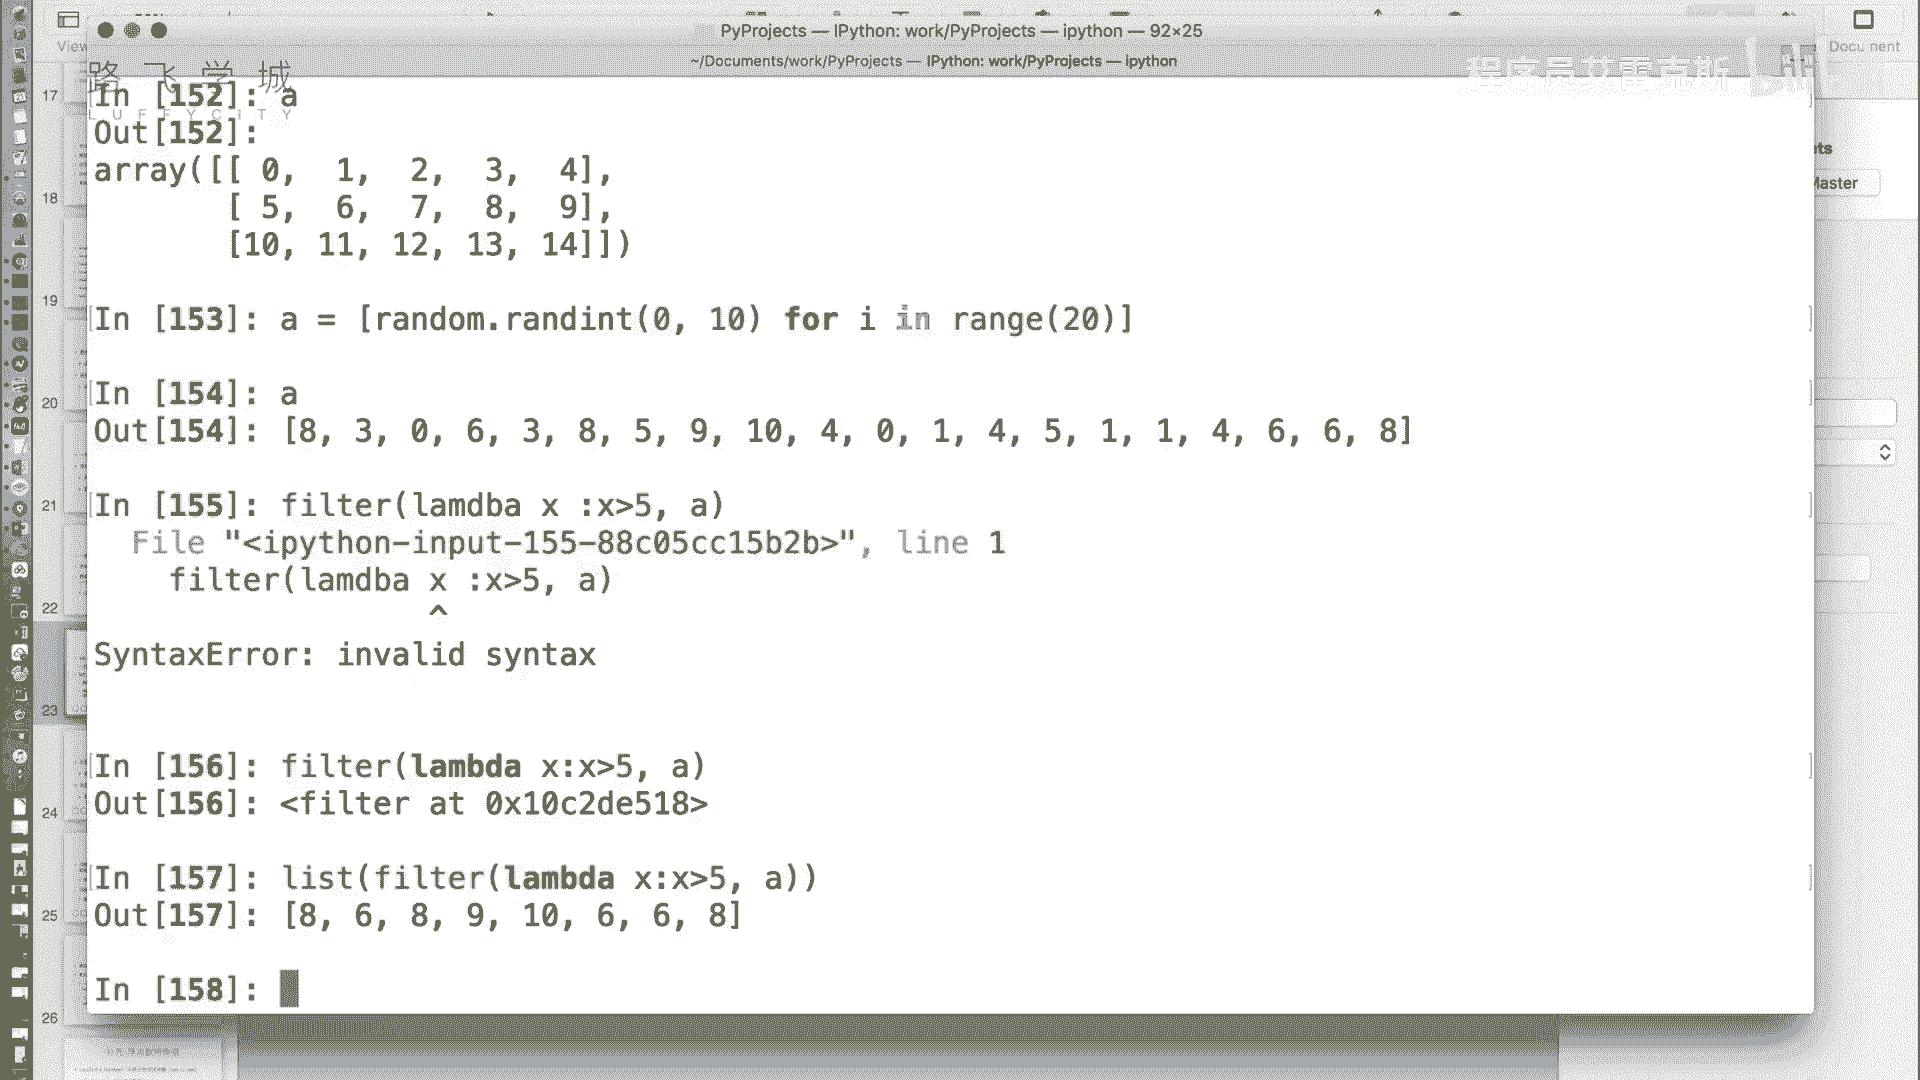 PyProjects — IPython: work/PyProjects — ipython — 92×25
View
Document
~/Documents/work/PyProjects — IPython: work/PyProjects — ipython
路飞学城
LUFFYCITY
程序员艾雷克斯
In [152]: a
Out[152]:
array([[ 0, 1, 2, 3, 4],
[ 5, 6, 7, 8, 9],
[10, 11, 12, 13, 14]])
In [153]: a = [random.randint(0, 10) for i in range(20)]
In [154]: a
Out[154]: [8, 3, 0, 6, 3, 8, 5, 9, 10, 4, 0, 1, 4, 5, 1, 1, 4, 6, 6, 8]
In [155]: filter(lamdba x :x>5, a)
File "<ipython-input-155-88c05cc15b2b>", line 1
filter(lamdba x :x>5, a)
^
SyntaxError: invalid syntax
In [156]: filter(lambda x:x>5, a)
Out[156]: <filter at 0x10c2de518>
In [157]: list(filter(lambda x:x>5, a))
Out[157]: [8, 6, 8, 9, 10, 6, 6, 8]
In [158]:
17
18
19
20
21
22
23
24
25
26
ts
Master